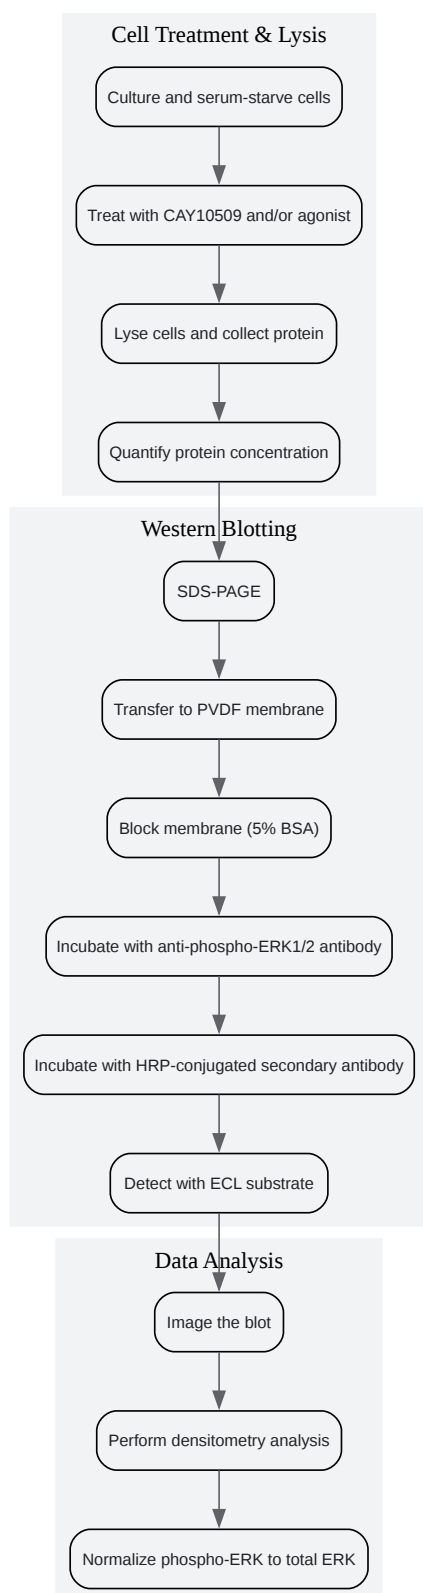 Cell Treatment & Lysis
Culture and serum-starve cells
Treat with CAY10509 and/or agonist
Lyse cells and collect protein
Quantify protein concentration
Western Blotting
SDS-PAGE
Transfer to PVDF membrane
Block membrane (5% BSA)
Incubate with anti-phospho-ERK1/2 antibody
Incubate with HRP-conjugated secondary antibody
Detect with ECL substrate
Data Analysis
Image the blot
Perform densitometry analysis
Normalize phospho-ERK to total ERK